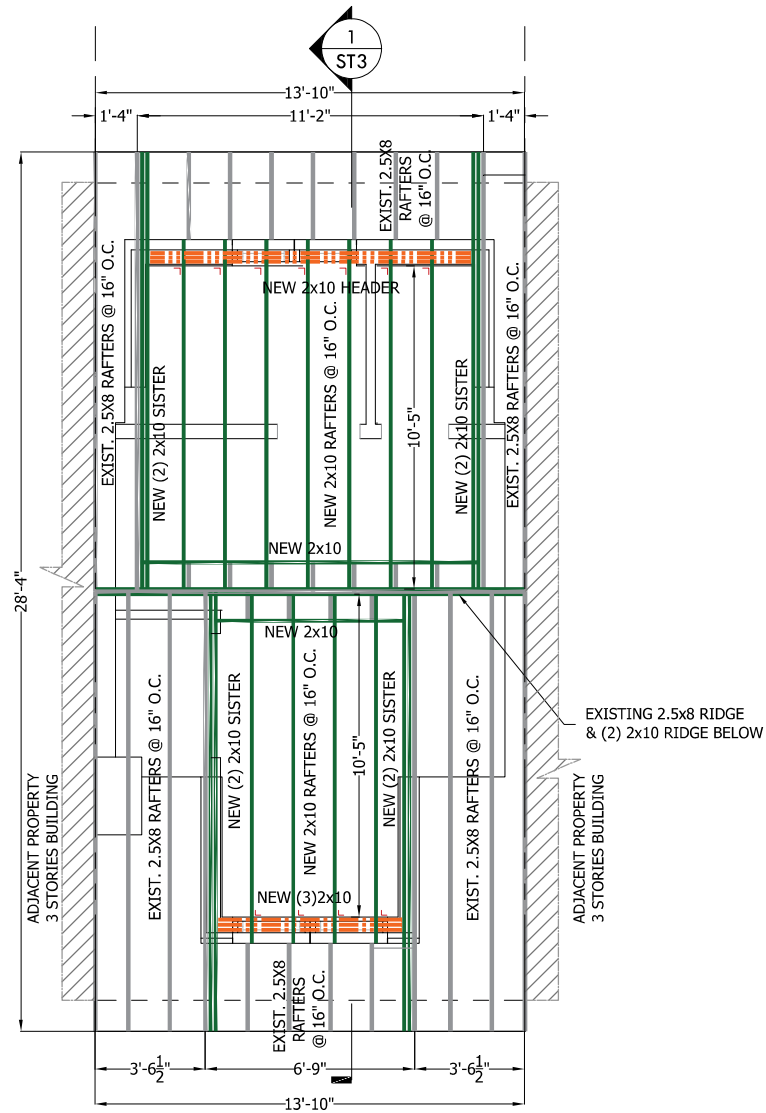 1
ST3
13'-10"
1'-4"
11'-2"
1'-4"
EXIST. 2.5X8
RAFTERS
@ 16" O.C.
EXIST. 2.5X8 RAFTERS @ 16" O.C.
NEW 2x10 HEADER
NEW (2) 2x10 SISTER
NEW 2x10 RAFTERS @ 16" O.C.
10'-5"
NEW (2) 2x10 SISTER
EXIST. 2.5X8 RAFTERS @ 16" O.C.
NEW 2x10
28'-4"
NEW 2x10
EXISTING 2.5x8 RIDGE
& (2) 2x10 RIDGE BELOW
ADJACENT PROPERTY
3 STORIES BUILDING
EXIST. 2.5X8 RAFTERS @ 16" O.C.
NEW (2) 2x10 SISTER
NEW 2x10 RAFTERS @ 16" O.C.
10'-5"
NEW (2) 2x10 SISTER
EXIST. 2.5X8 RAFTERS @ 16" O.C.
ADJACENT PROPERTY
3 STORIES BUILDING
NEW (3)2x10
EXIST. 2.5X8
RAFTERS
@ 16" O.C.
3'-6 1/2"
6'-9"
3'-6 1/2"
13'-10"